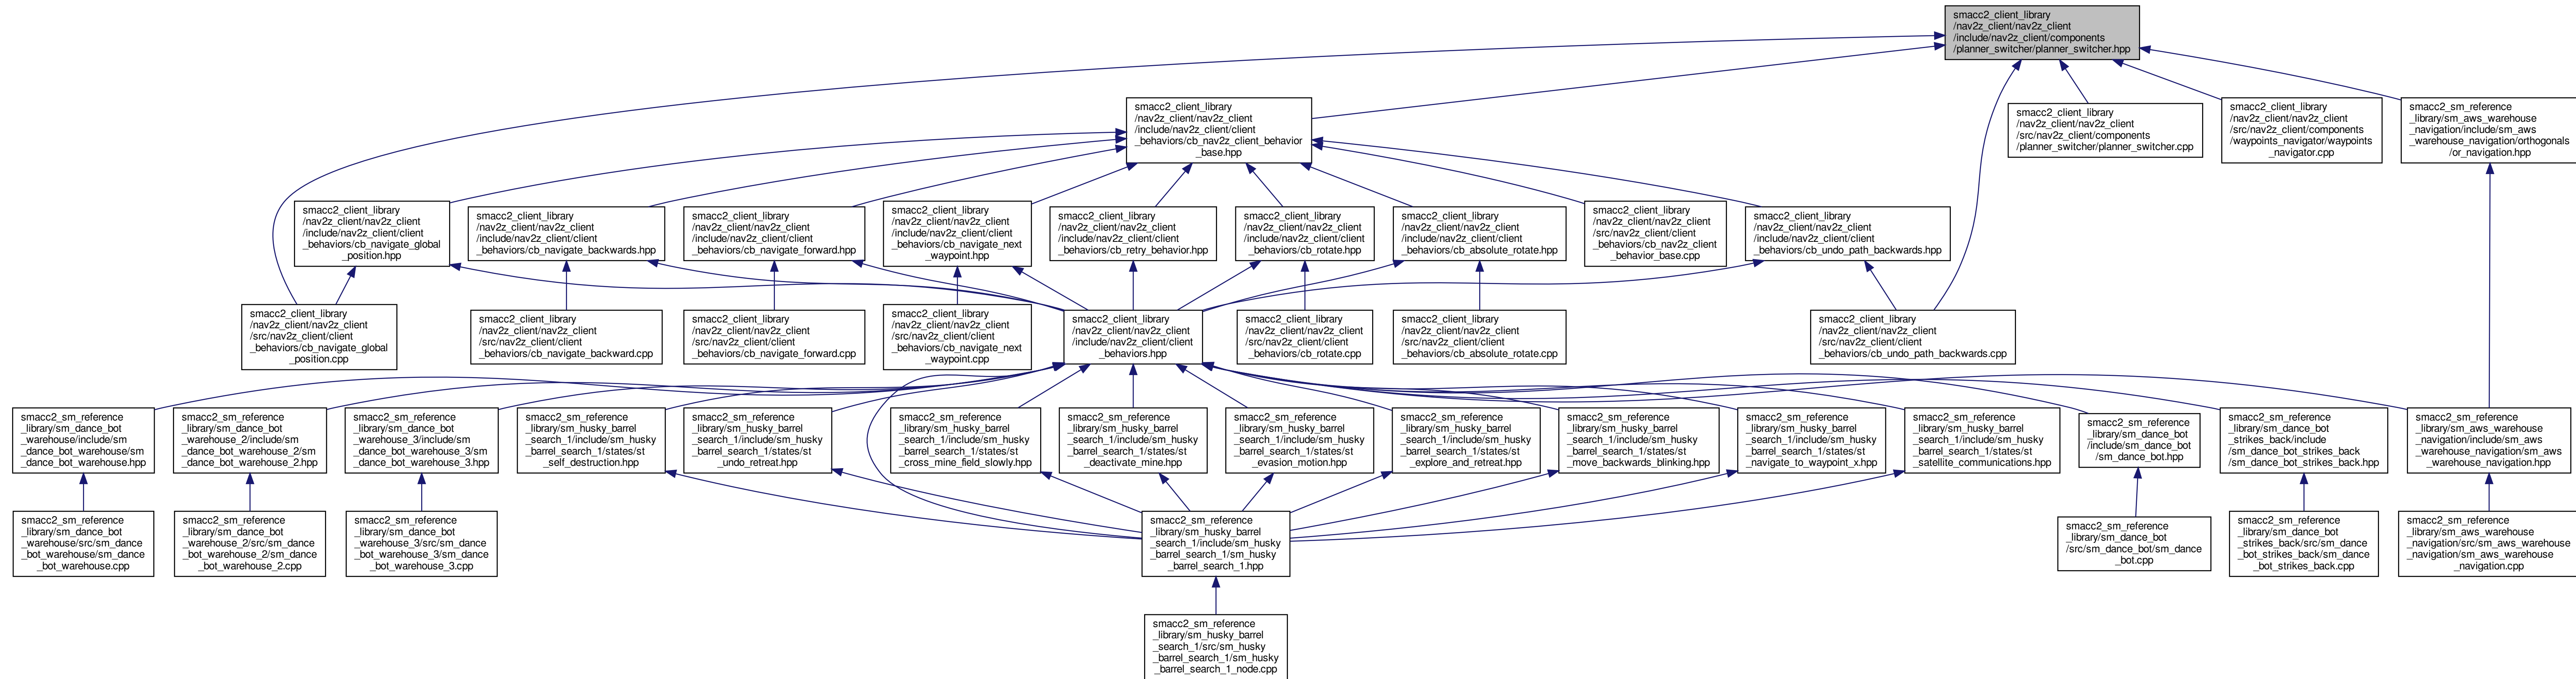 smacc2_client_library
/nav2z_client/nav2z_client
/include/nav2z_client/components
/planner_switcher/planner_switcher.hpp
smacc2_client_library
/nav2z_client/nav2z_client
/include/nav2z_client/client
_behaviors/cb_nav2z_client_behavior
_base.hpp
smacc2_client_library
/nav2z_client/nav2z_client
/src/nav2z_client/components
/planner_switcher/planner_switcher.cpp
smacc2_client_library
/nav2z_client/nav2z_client
/src/nav2z_client/components
/waypoints_navigator/waypoints
_navigator.cpp
smacc2_sm_reference
_library/sm_aws_warehouse
_navigation/include/sm_aws
_warehouse_navigation/orthogonals
/or_navigation.hpp
smacc2_client_library
/nav2z_client/nav2z_client
/include/nav2z_client/client
_behaviors/cb_navigate_global
_position.hpp
smacc2_client_library
/nav2z_client/nav2z_client
/include/nav2z_client/client
_behaviors/cb_navigate_backwards.hpp
smacc2_client_library
/nav2z_client/nav2z_client
/include/nav2z_client/client
_behaviors/cb_navigate_forward.hpp
smacc2_client_library
/nav2z_client/nav2z_client
/include/nav2z_client/client
_behaviors/cb_navigate_next
_waypoint.hpp
smacc2_client_library
/nav2z_client/nav2z_client
/include/nav2z_client/client
_behaviors/cb_retry_behavior.hpp
smacc2_client_library
/nav2z_client/nav2z_client
/include/nav2z_client/client
_behaviors/cb_rotate.hpp
smacc2_client_library
/nav2z_client/nav2z_client
/include/nav2z_client/client
_behaviors/cb_absolute_rotate.hpp
smacc2_client_library
/nav2z_client/nav2z_client
/src/nav2z_client/client
_behaviors/cb_nav2z_client
_behavior_base.cpp
smacc2_client_library
/nav2z_client/nav2z_client
/include/nav2z_client/client
_behaviors/cb_undo_path_backwards.hpp
smacc2_client_library
/nav2z_client/nav2z_client
/src/nav2z_client/client
_behaviors/cb_navigate_global
_position.cpp
smacc2_client_library
/nav2z_client/nav2z_client
/src/nav2z_client/client
_behaviors/cb_navigate_backward.cpp
smacc2_client_library
/nav2z_client/nav2z_client
/src/nav2z_client/client
_behaviors/cb_navigate_forward.cpp
smacc2_client_library
/nav2z_client/nav2z_client
/src/nav2z_client/client
_behaviors/cb_navigate_next
_waypoint.cpp
smacc2_client_library
/nav2z_client/nav2z_client
/include/nav2z_client/client
_behaviors.hpp
smacc2_client_library
/nav2z_client/nav2z_client
/src/nav2z_client/client
_behaviors/cb_rotate.cpp
smacc2_client_library
/nav2z_client/nav2z_client
/src/nav2z_client/client
_behaviors/cb_absolute_rotate.cpp
smacc2_client_library
/nav2z_client/nav2z_client
/src/nav2z_client/client
_behaviors/cb_undo_path_backwards.cpp
smacc2_sm_reference
_library/sm_dance_bot
_warehouse/include/sm
_dance_bot_warehouse/sm
_dance_bot_warehouse.hpp
smacc2_sm_reference
_library/sm_dance_bot
_warehouse_2/include/sm
_dance_bot_warehouse_2/sm
_dance_bot_warehouse_2.hpp
smacc2_sm_reference
_library/sm_dance_bot
_warehouse_3/include/sm
_dance_bot_warehouse_3/sm
_dance_bot_warehouse_3.hpp
smacc2_sm_reference
_library/sm_husky_barrel
_search_1/include/sm_husky
_barrel_search_1/states/st
_self_destruction.hpp
smacc2_sm_reference
_library/sm_husky_barrel
_search_1/include/sm_husky
_barrel_search_1/states/st
_undo_retreat.hpp
smacc2_sm_reference
_library/sm_husky_barrel
_search_1/include/sm_husky
_barrel_search_1/states/st
_cross_mine_field_slowly.hpp
smacc2_sm_reference
_library/sm_husky_barrel
_search_1/include/sm_husky
_barrel_search_1/states/st
_deactivate_mine.hpp
smacc2_sm_reference
_library/sm_husky_barrel
_search_1/include/sm_husky
_barrel_search_1/states/st
_evasion_motion.hpp
smacc2_sm_reference
_library/sm_husky_barrel
_search_1/include/sm_husky
_barrel_search_1/states/st
_explore_and_retreat.hpp
smacc2_sm_reference
_library/sm_husky_barrel
_search_1/include/sm_husky
_barrel_search_1/states/st
_move_backwards_blinking.hpp
smacc2_sm_reference
_library/sm_husky_barrel
_search_1/include/sm_husky
_barrel_search_1/states/st
_navigate_to_waypoint_x.hpp
smacc2_sm_reference
_library/sm_husky_barrel
_search_1/include/sm_husky
_barrel_search_1/states/st
_satellite_communications.hpp
smacc2_sm_reference
_library/sm_dance_bot
/include/sm_dance_bot
/sm_dance_bot.hpp
smacc2_sm_reference
_library/sm_dance_bot
_strikes_back/include
/sm_dance_bot_strikes_back
/sm_dance_bot_strikes_back.hpp
smacc2_sm_reference
_library/sm_aws_warehouse
_navigation/include/sm_aws
_warehouse_navigation/sm_aws
_warehouse_navigation.hpp
smacc2_sm_reference
_library/sm_dance_bot
_warehouse/src/sm_dance
_bot_warehouse/sm_dance
_bot_warehouse.cpp
smacc2_sm_reference
_library/sm_dance_bot
_warehouse_2/src/sm_dance
_bot_warehouse_2/sm_dance
_bot_warehouse_2.cpp
smacc2_sm_reference
_library/sm_dance_bot
_warehouse_3/src/sm_dance
_bot_warehouse_3/sm_dance
_bot_warehouse_3.cpp
smacc2_sm_reference
_library/sm_husky_barrel
_search_1/include/sm_husky
_barrel_search_1/sm_husky
_barrel_search_1.hpp
smacc2_sm_reference
_library/sm_dance_bot
/src/sm_dance_bot/sm_dance
_bot.cpp
smacc2_sm_reference
_library/sm_dance_bot
_strikes_back/src/sm_dance
_bot_strikes_back/sm_dance
_bot_strikes_back.cpp
smacc2_sm_reference
_library/sm_aws_warehouse
_navigation/src/sm_aws_warehouse
_navigation/sm_aws_warehouse
_navigation.cpp
smacc2_sm_reference
_library/sm_husky_barrel
_search_1/src/sm_husky
_barrel_search_1/sm_husky
_barrel_search_1_node.cpp